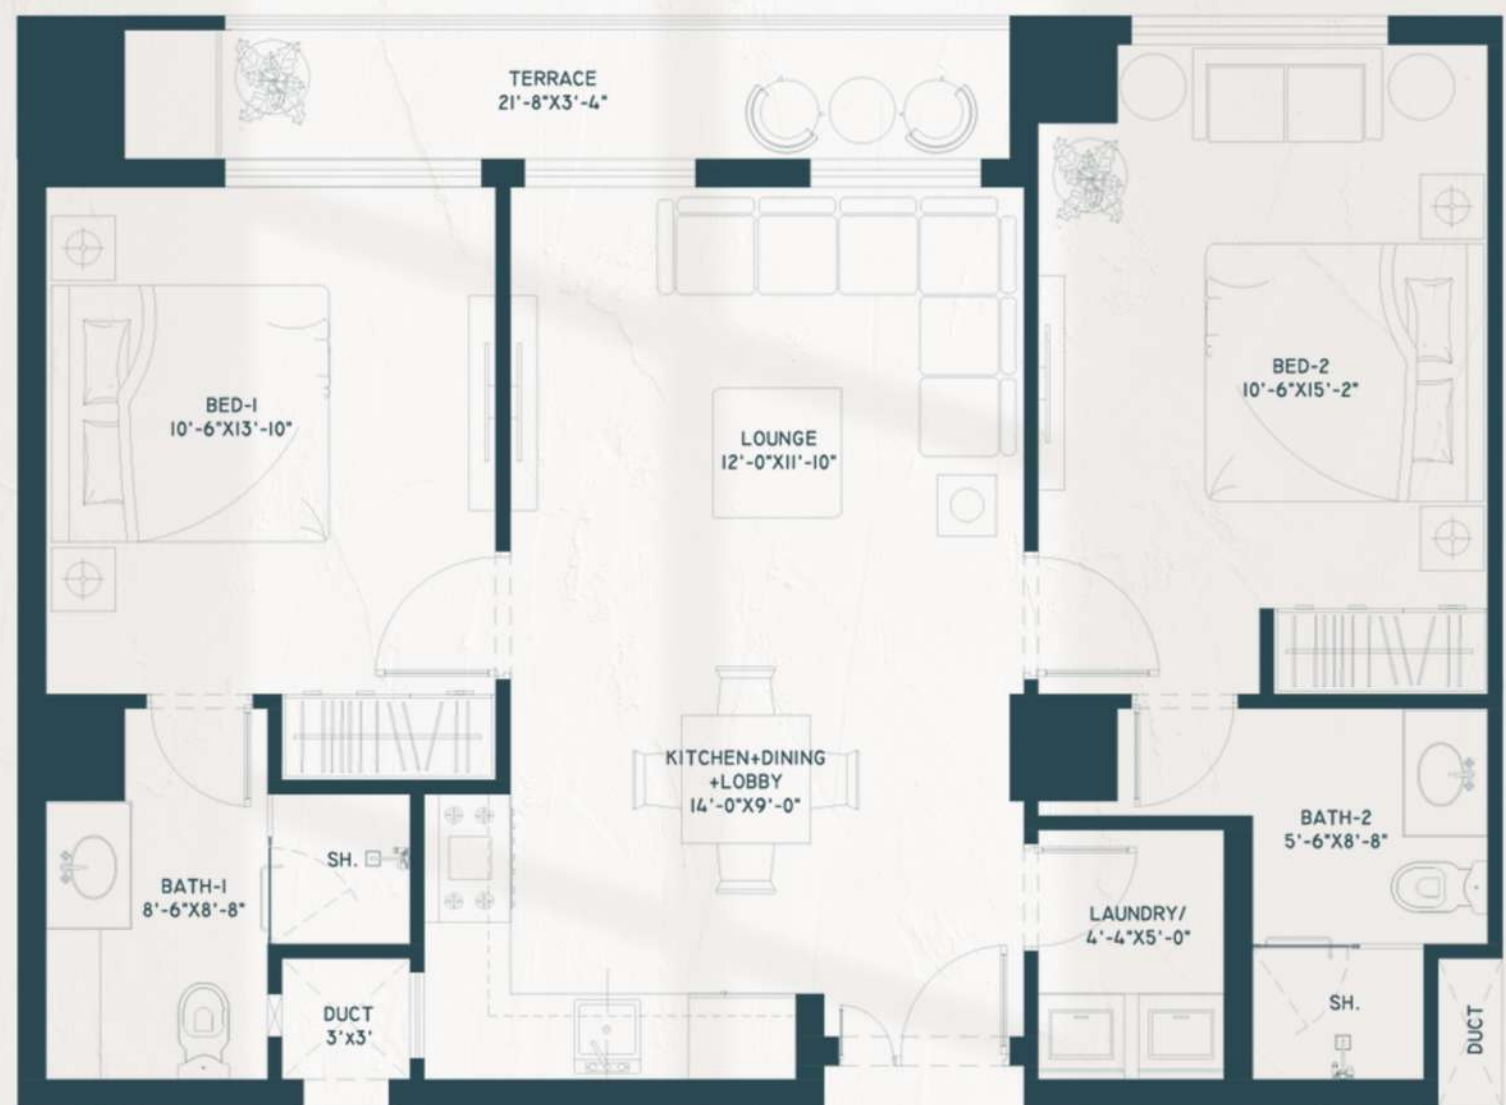 TERRACE
21'-8"X3'-4"
BED-1
10'-6"X13'-10"
LOUNGE
12'-0"X11'-10"
BED-2
10'-6"X15'-2"
KITCHEN+DINING
+LOBBY
14'-0"X9'-0"
BATH-1
8'-6"X8'-8"
SH.
BATH-2
5'-6"X8'-8"
LAUNDRY/
4'-4"X5'-0"
DUCT
3'x3'
SH.
DUCT